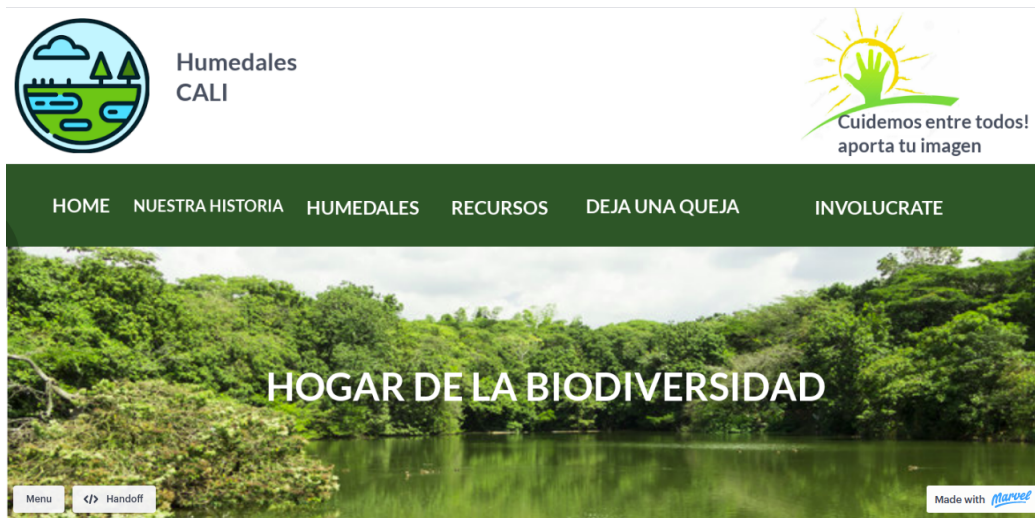 Humedales
CALI
Cuidemos entre todos!
aporta tu imagen
HOME NUESTRA HISTORIA HUMEDALES RECURSOS DEJA UNA QUEJA INVOLUCRATE
HOGAR DE LA BIODIVERSIDAD
Menu </> Handoff Made with Marvel